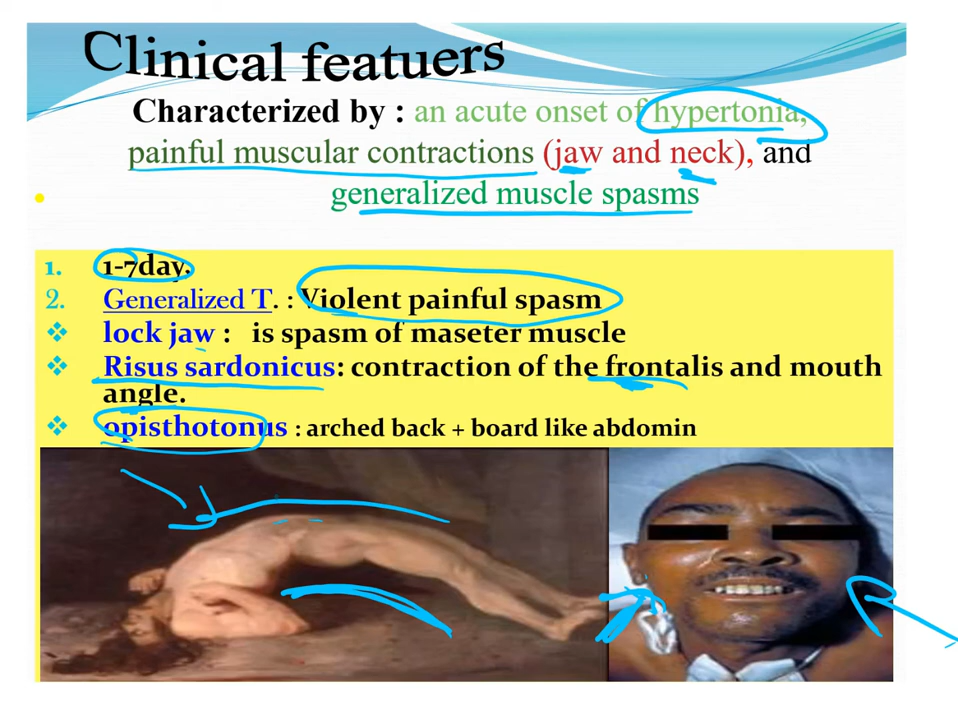 Clinical featuers
Characterized by : an acute onset of hypertonia,
painful muscular contractions (jaw and neck), and
generalized muscle spasms
1. 1-7day.
2. Generalized T. : Violent painful spasm
❖ lock jaw : is spasm of maseter muscle
❖ Risus sardonicus: contraction of the frontalis and mouth
angle.
❖ opisthotonus : arched back + board like abdomin